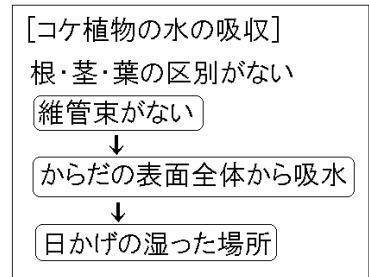 [コケ植物の水の吸収]
根・茎・葉の区別がない
維管束がない
↓
からだの表面全体から吸水
↓
日かげの湿った場所